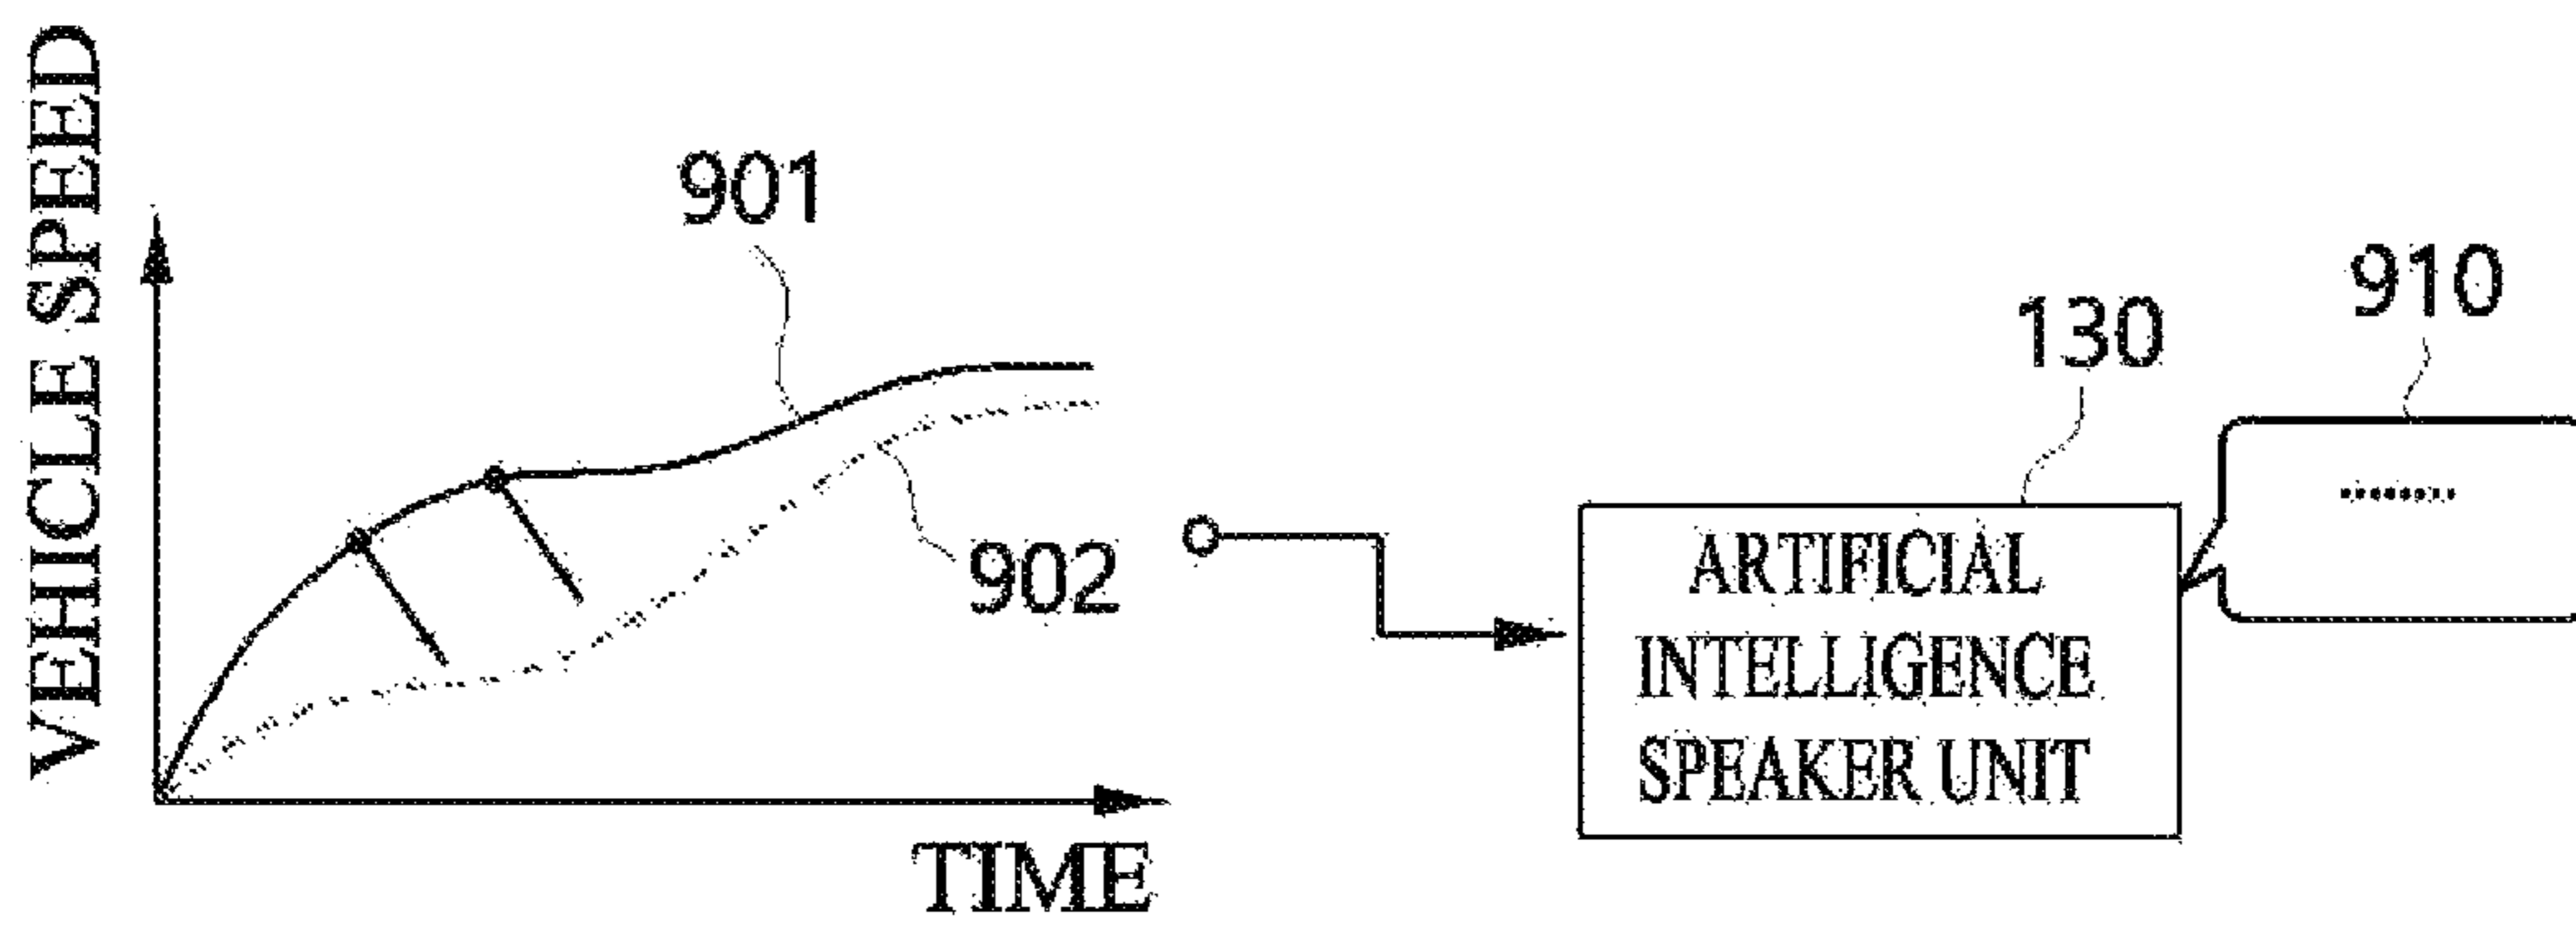 VEHICLE SPEED
901
902
TIME
130
ARTIFICIAL
INTELLIGENCE
SPEAKER UNIT
910
........